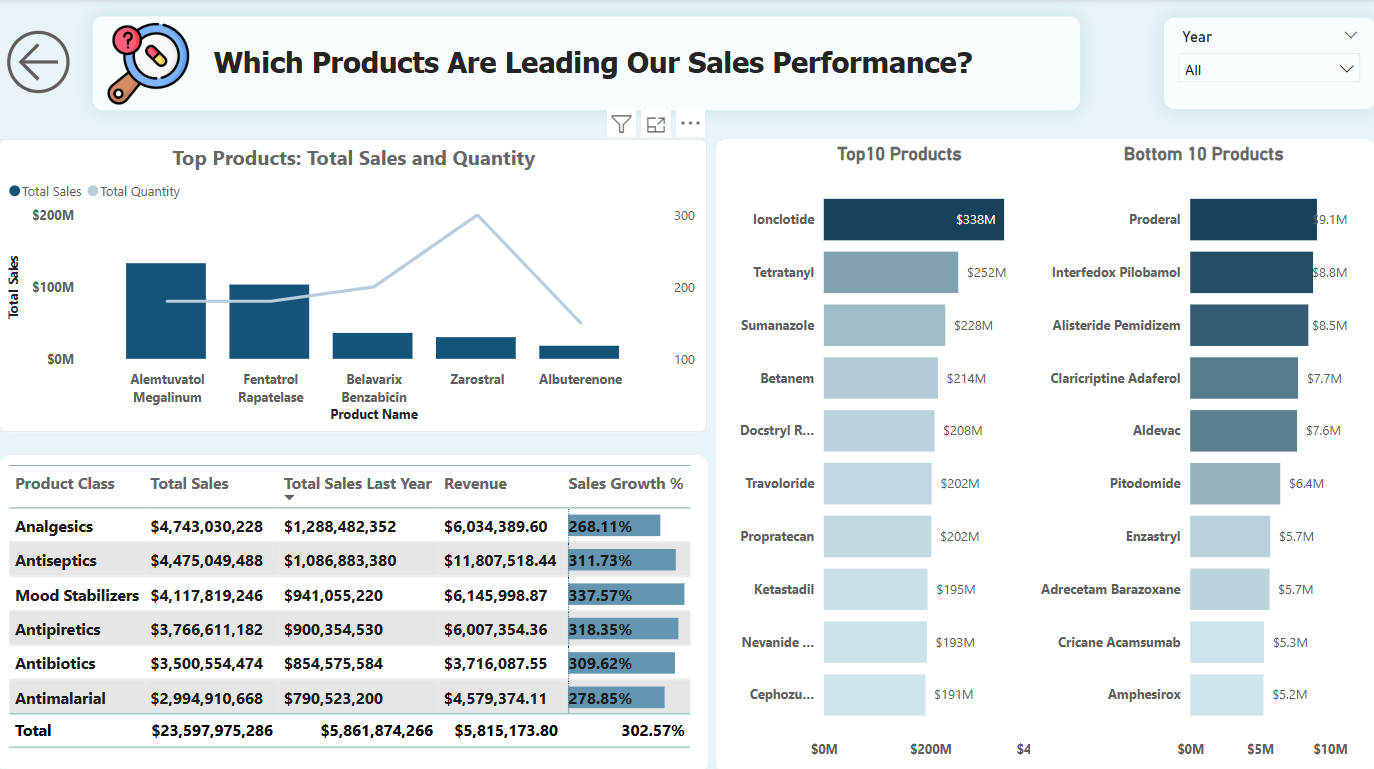 ?
Which Products Are Leading Our Sales Performance?
Year
All
Top Products: Total Sales and Quantity
Total Sales Total Quantity
Total Sales
$200M
$100M
$0M
300
200
100
Alemtuvatol Megalinum
Fentatrol Rapatelase
Belavarix Benzabicin
Zarostral
Albuterenone
Product Name
Product Class Total Sales Total Sales Last Year Revenue Sales Growth %
Analgesics $4,743,030,228 $1,288,482,352 $6,034,389.60 268.11%
Antiseptics $4,475,049,488 $1,086,883,380 $11,807,518.44 311.73%
Mood Stabilizers $4,117,819,246 $941,055,220 $6,145,998.87 337.57%
Antipiretics $3,766,611,182 $900,354,530 $6,007,354.36 318.35%
Antibiotics $3,500,554,474 $854,575,584 $3,716,087.55 309.62%
Antimalarial $2,994,910,668 $790,523,200 $4,579,374.11 278.85%
Total $23,597,975,286 $5,861,874,266 $5,815,173.80 302.57%
Top10 Products
Ionclotide $338M
Tetratanyl $252M
Sumanazole $228M
Betanem $214M
Docstryl R... $208M
Travoloride $202M
Propratecan $202M
Ketastadil $195M
Nevanide ... $193M
Cephozu... $191M
$0M $200M $4
Bottom 10 Products
Proderal $9.1M
Interfedox Pilobamol $8.8M
Alisteride Pemidizem $8.5M
Claricriptine Adaferol $7.7M
Aldevac $7.6M
Pitodomide $6.4M
Enzastryl $5.7M
Adrecetam Barazoxane $5.7M
Cricane Acamsumab $5.3M
Amphesirox $5.2M
$0M $5M $10M